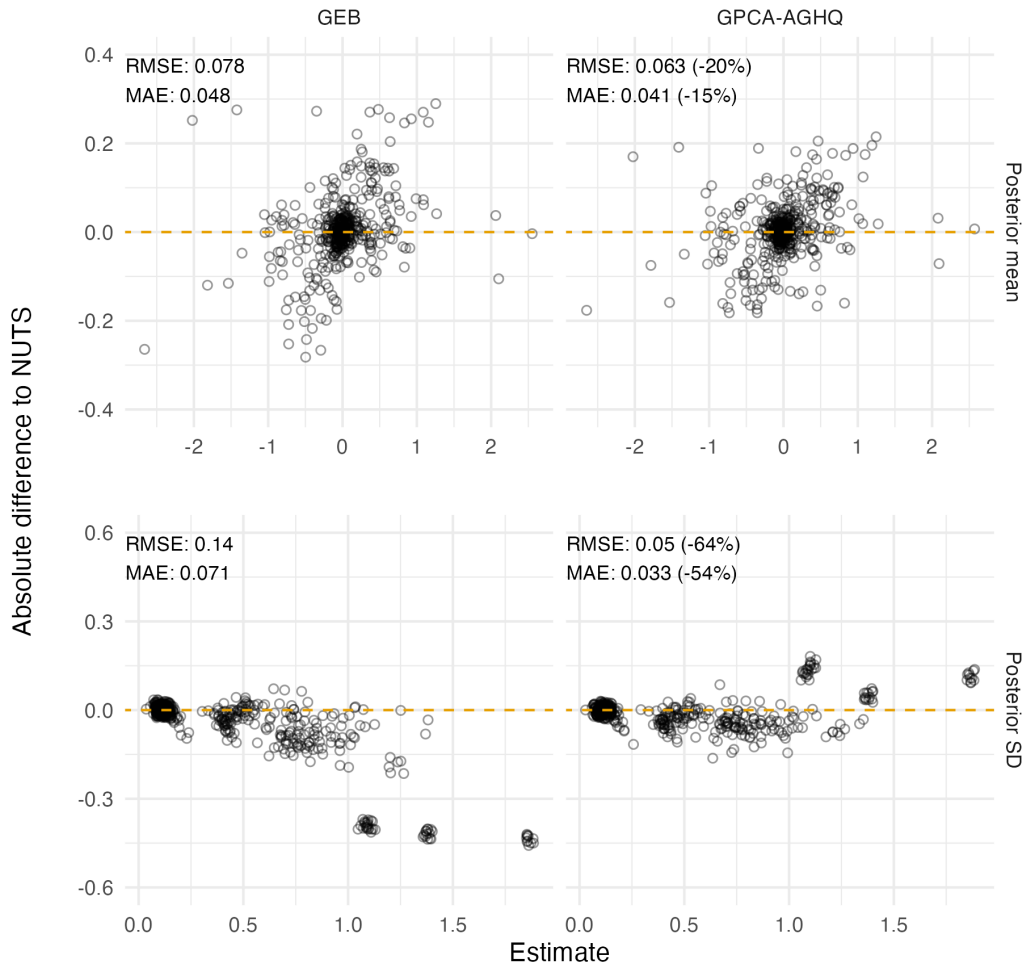 GEB
GPCA-AGHQ
0.4
0.2
0.0
-0.2
-0.4
RMSE: 0.078
MAE: 0.048
RMSE: 0.063 (-20%)
MAE: 0.041 (-15%)
Posterior mean
-2 -1 0 1 2
-2 -1 0 1 2
Absolute difference to NUTS
0.6
0.3
0.0
-0.3
-0.6
RMSE: 0.14
MAE: 0.071
RMSE: 0.05 (-64%)
MAE: 0.033 (-54%)
Posterior SD
0.0 0.5 1.0 1.5
0.0 0.5 1.0 1.5
Estimate